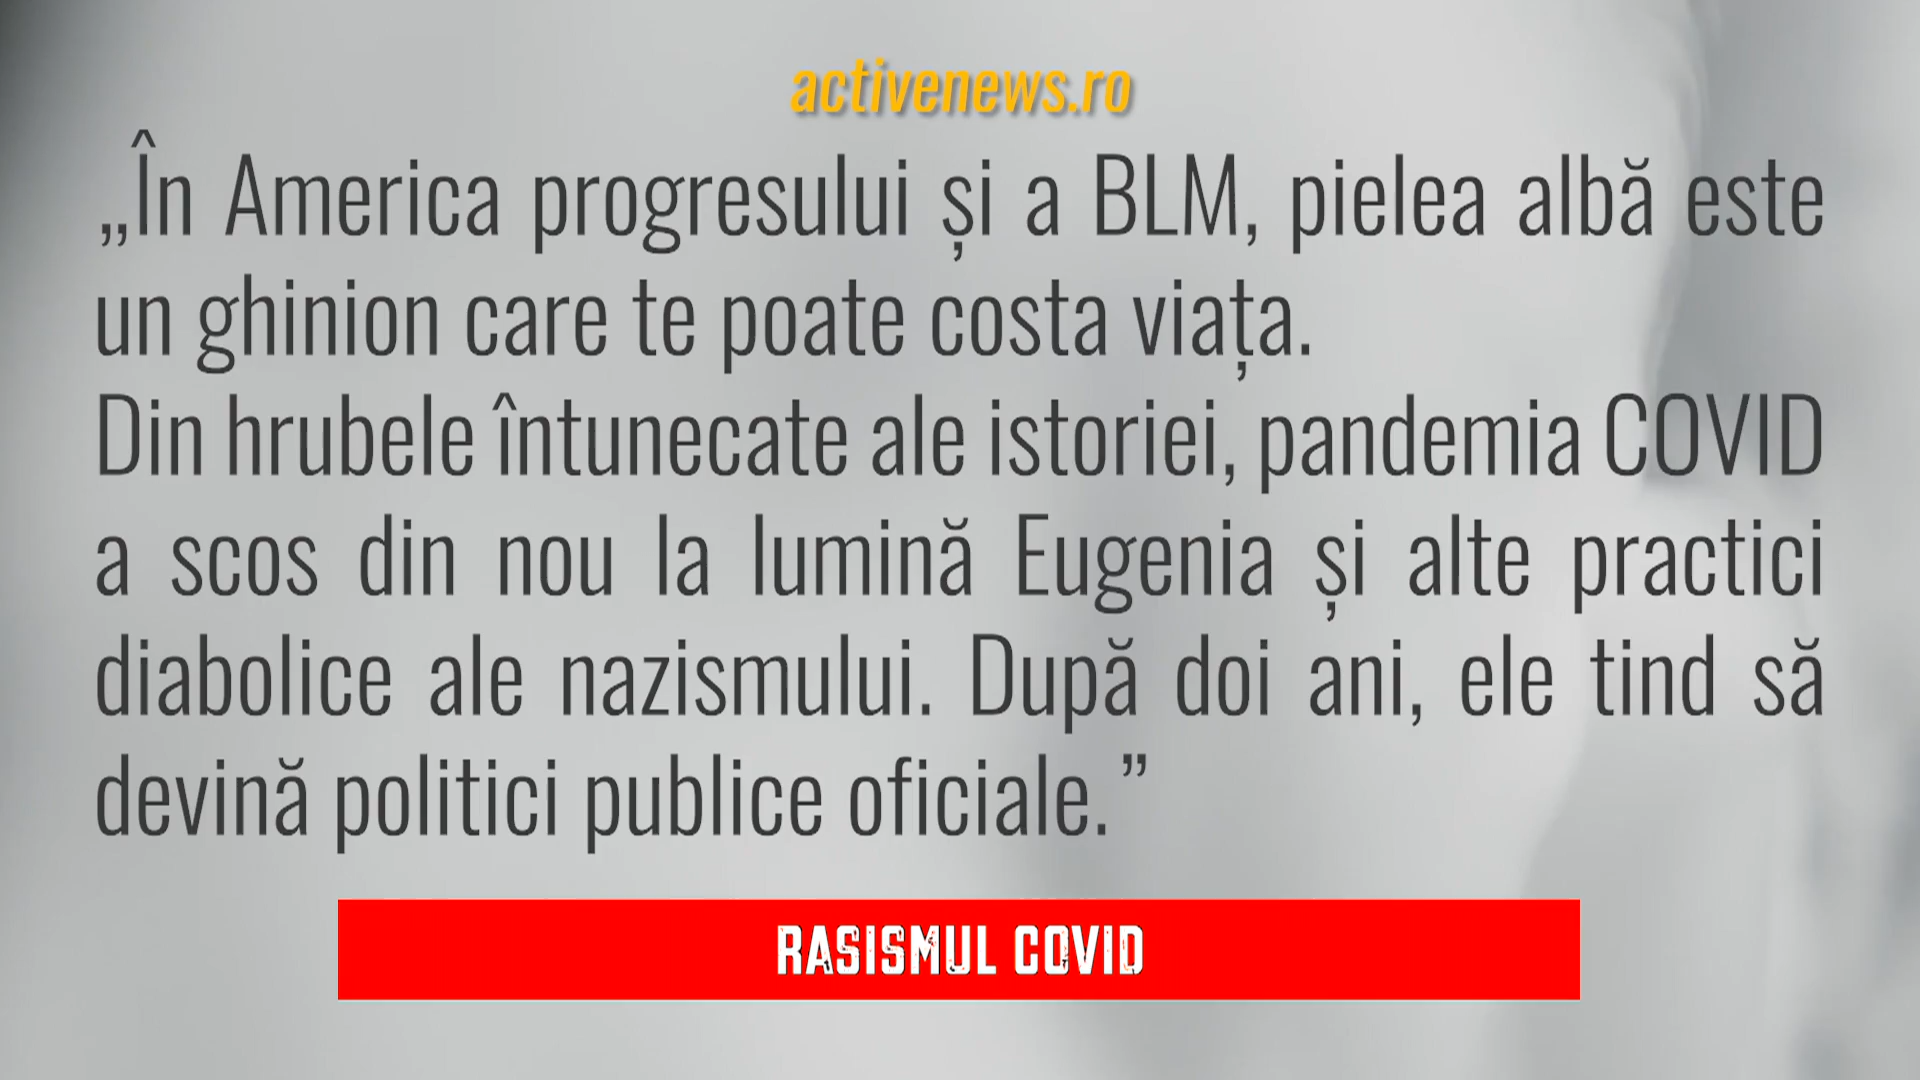 activenews.ro
„În America progresului și a BLM, pielea albă este
un ghinion care te poate costa viața.
Din hrubele întunecate ale istoriei, pandemia COVID
a scos din nou la lumină Eugenia și alte practici
diabolice ale nazismului. După doi ani, ele tind să
devină politici publice oficiale.”
RASISMUL COVID